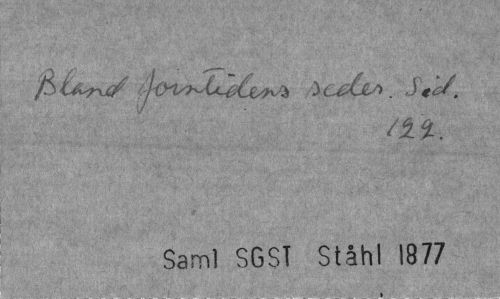 Bland forntidens seder. Sid.
122.
Saml SGST Ståhl 1877